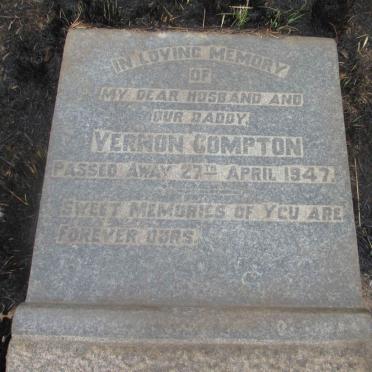 IN LOVING MEMORY
OF
MY DEAR HUSBAND AND
OUR DADDY
VERNON COMPTON
PASSED AWAY 27TH APRIL 1947.
SWEET MEMORIES OF YOU ARE
FOREVER OURS.